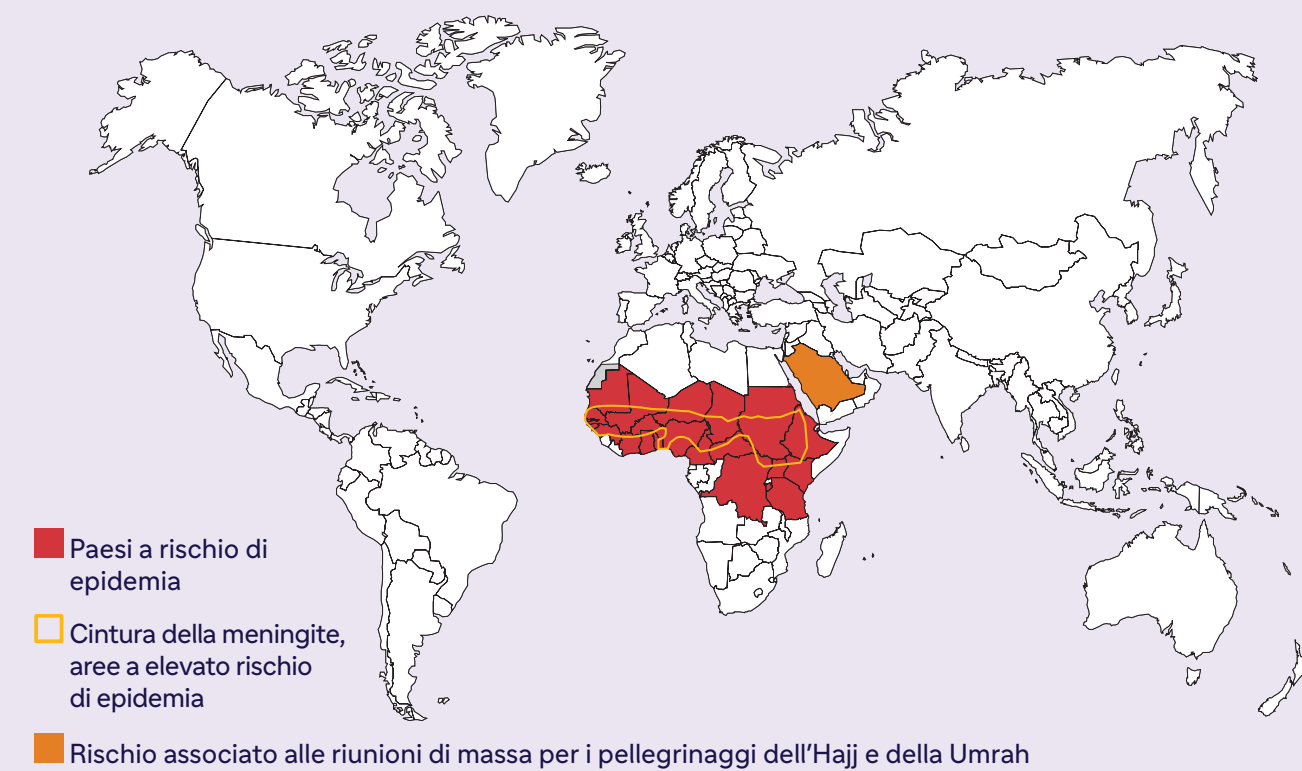 Paesi a rischio di
epidemia
Cintura della meningite,
aree a elevato rischio
di epidemia
Rischio associato alle riunioni di massa per i pellegrinaggi dell'Hajj e della Umrah